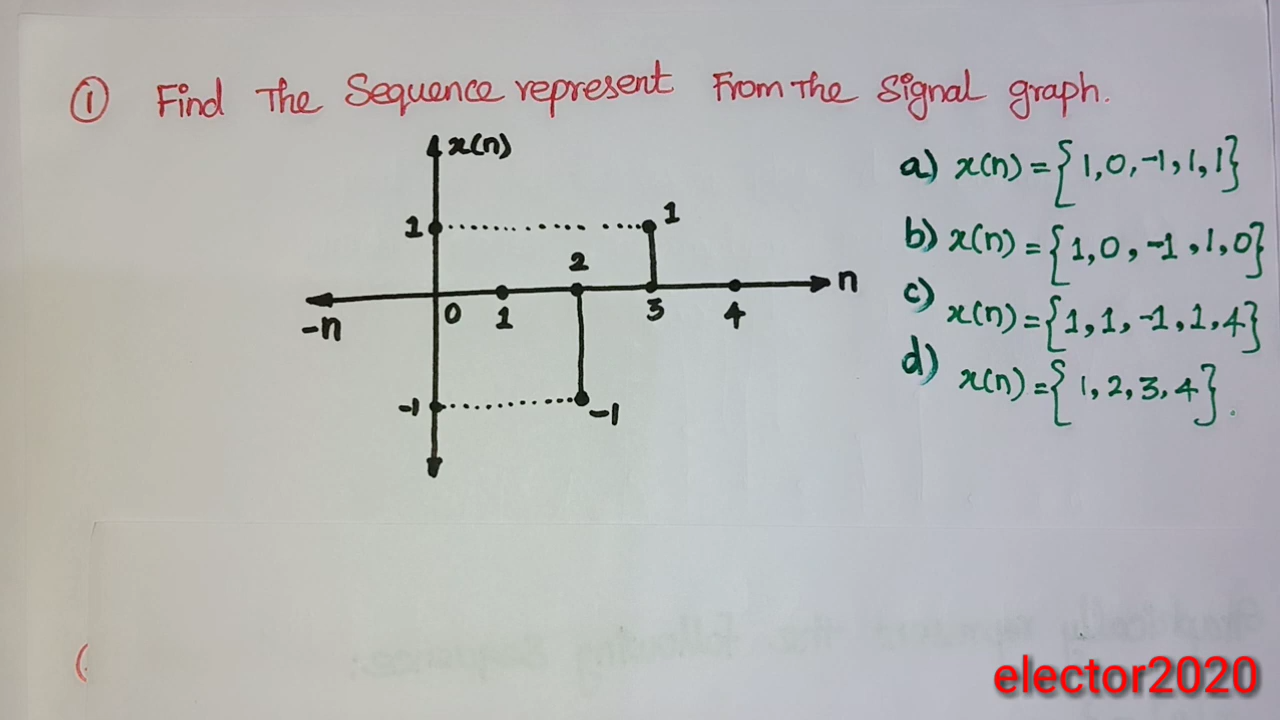 ① Find The Sequence represent From The Signal graph.
x(n)
1
1
2
n
-n
0 1 3 4
-1
-1
a) x(n) = {1,0,-1,1,1}
b) x(n) = {1,0,-1,1,0}
c) x(n) = {1,1,-1,1,4}
d) x(n) = {1,2,3,4}.
(
elector2020